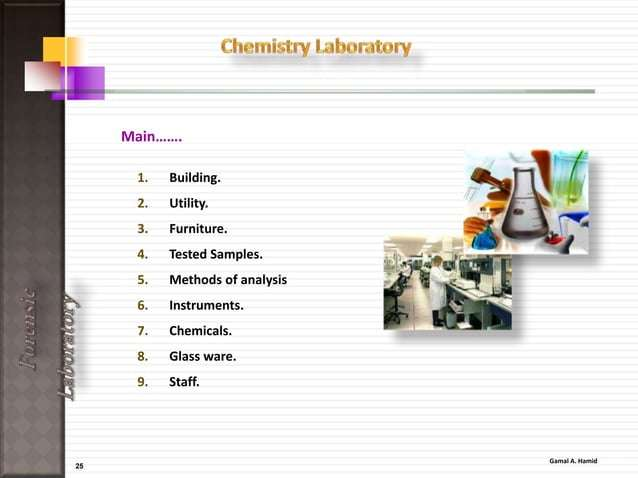 Chemistry Laboratory
Main…….
1. Building.
2. Utility.
3. Furniture.
4. Tested Samples.
5. Methods of analysis
6. Instruments.
7. Chemicals.
8. Glass ware.
9. Staff.
Forensic
Laboratory
25
Gamal A. Hamid